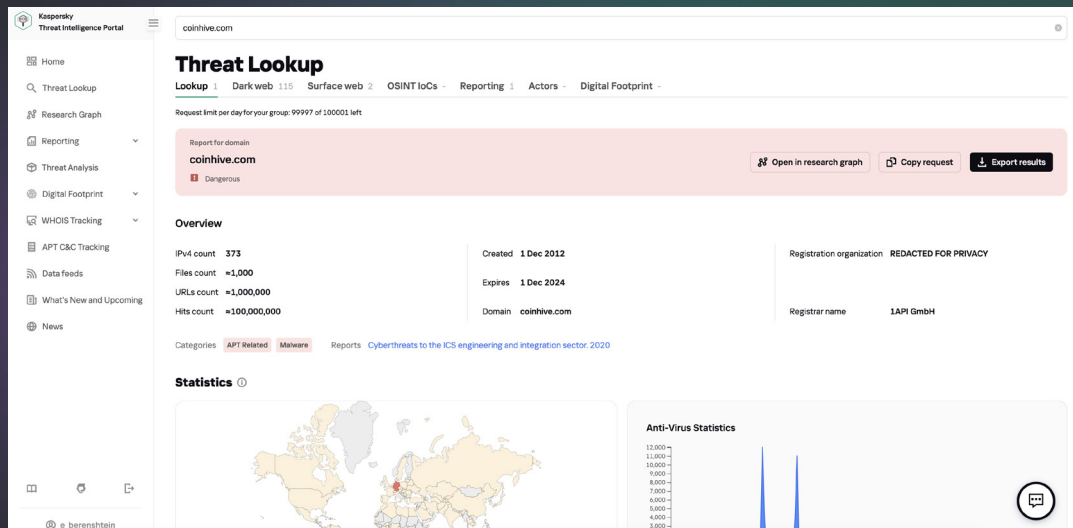 Kaspersky
Threat Intelligence Portal
Home
Threat Lookup
Research Graph
Reporting
Threat Analysis
Digital Footprint
WHOIS Tracking
APT C&C Tracking
Data feeds
What's New and Upcoming
News
e_berenshtein
coinhive.com
Threat Lookup
Lookup 1 Dark web 115 Surface web 2 OSINT IoCs - Reporting 1 Actors - Digital Footprint -
Request limit per day for your group: 99997 of 100001 left
Report for domain
coinhive.com
Dangerous
Open in research graph Copy request Export results
Overview
IPv4 count 373
Files count ≈1,000
URLs count ≈1,000,000
Hits count ≈100,000,000
Created 1 Dec 2012
Expires 1 Dec 2024
Domain coinhive.com
Registration organization REDACTED FOR PRIVACY
Registrar name 1API GmbH
Categories APT Related Malware Reports Cyberthreats to the ICS engineering and integration sector. 2020
Statistics
Anti-Virus Statistics
12,000
11,000
10,000
9,000
8,000
7,000
6,000
5,000
4,000
3,000